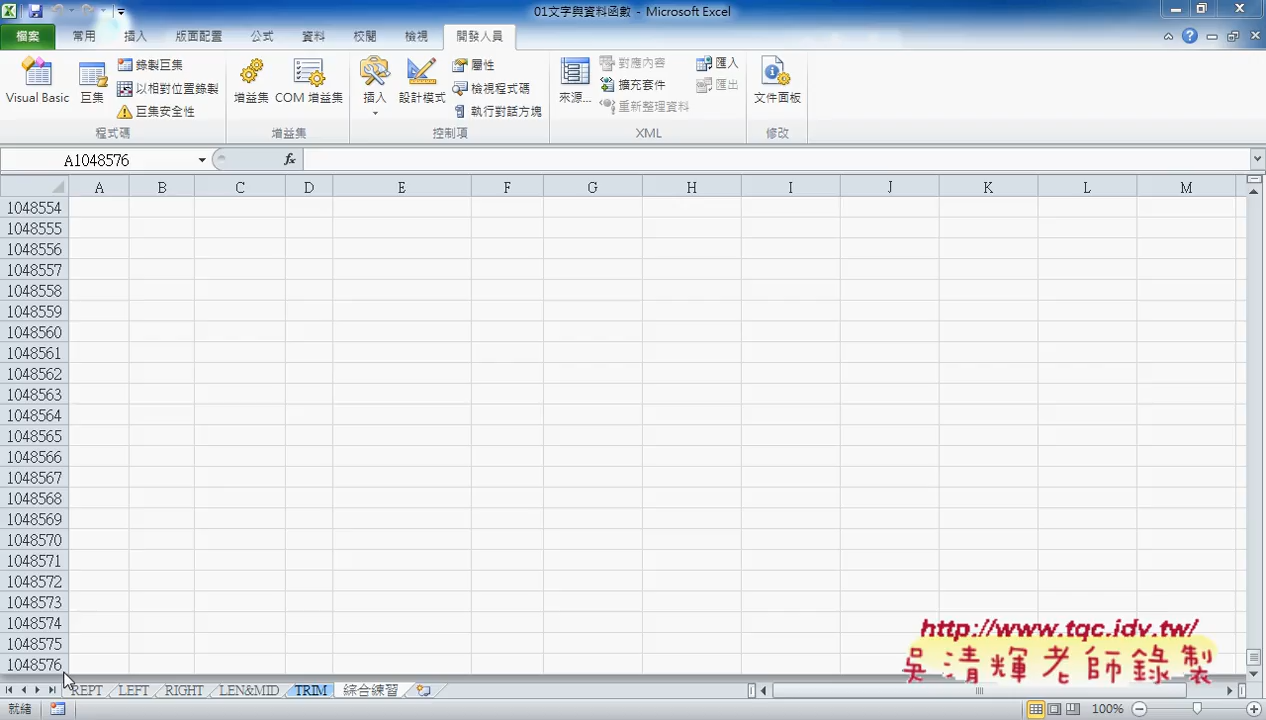 01文字與資料函數 - Microsoft Excel
檔案 常用 插入 版面配置 公式 資料 校閱 檢視 開發人員
Visual Basic 巨集 錄製巨集 以相對位置錄製 巨集安全性 增益集 COM 增益集 插入 設計模式 屬性 檢視程式碼 執行對話方塊 來源... 對應內容 擴充套件 重新整理資料 匯入 匯出 文件面板
程式碼 增益集 控制項 XML 修改
A1048576 fx
A B C D E F G H I J K L M
1048554
1048555
1048556
1048557
1048558
1048559
1048560
1048561
1048562
1048563
1048564
1048565
1048566
1048567
1048568
1048569
1048570
1048571
1048572
1048573
1048574
1048575
1048576
http://www.tqc.idv.tw/
吳清輝老師錄製
REPT LEFT RIGHT LEN&MID TRIM 綜合練習
就緒 100%